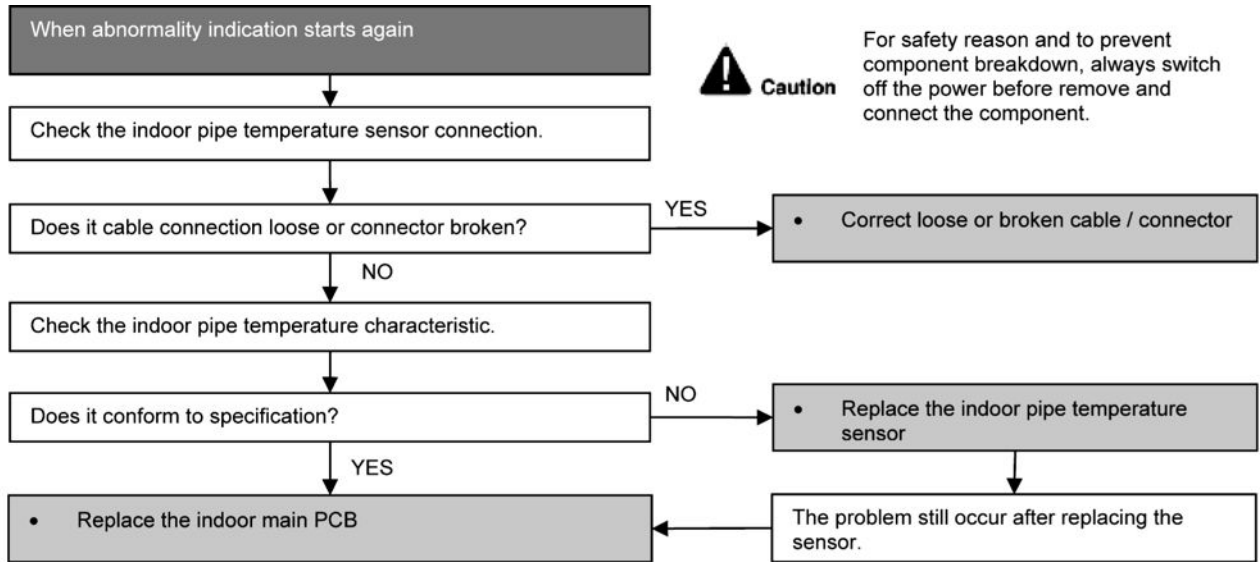 When abnormality indication starts again
For safety reason and to prevent
component breakdown, always switch
off the power before remove and
connect the component.
Caution
Check the indoor pipe temperature sensor connection.
Does it cable connection loose or connector broken?
YES
• Correct loose or broken cable / connector
NO
Check the indoor pipe temperature characteristic.
Does it conform to specification?
NO
• Replace the indoor pipe temperature
sensor
YES
• Replace the indoor main PCB
The problem still occur after replacing the
sensor.